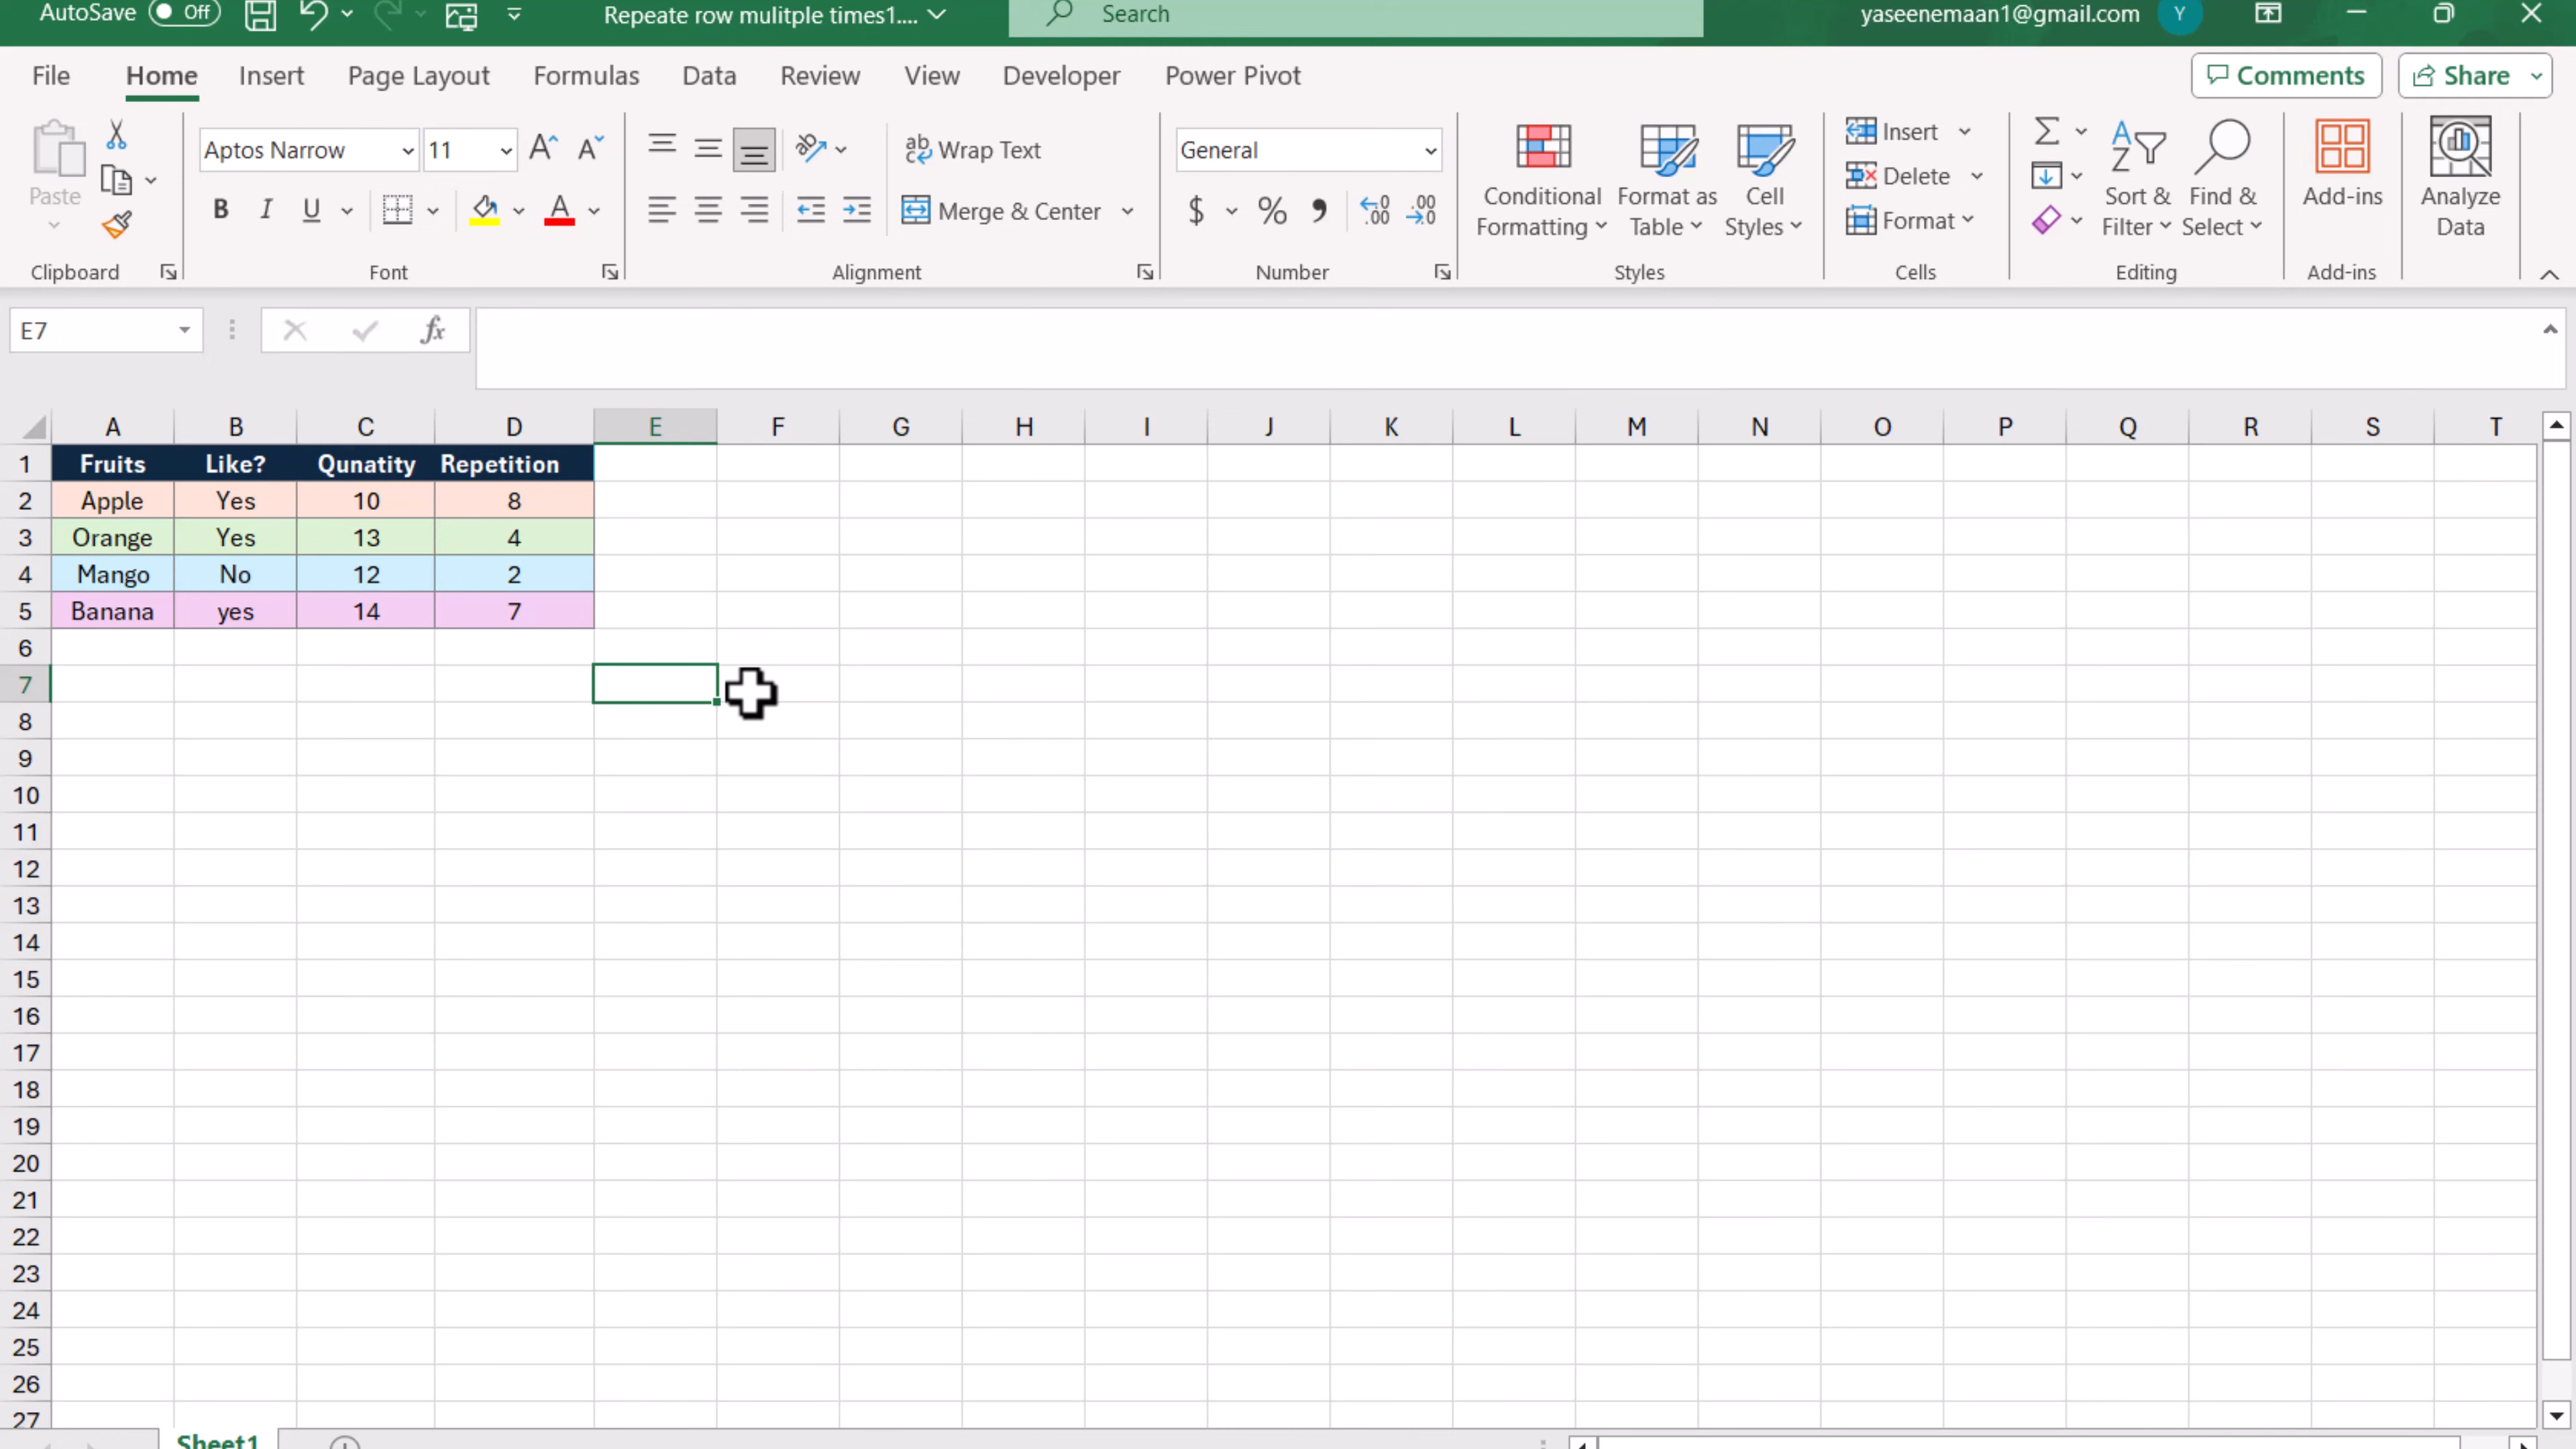 AutoSave Off Repeate row mulitple times1.... Search yaseenemaan1@gmail.com Y
File Home Insert Page Layout Formulas Data Review View Developer Power Pivot Comments Share
Paste
Clipboard
Aptos Narrow 11 A A
B I U A
Font
ab Wrap Text
Merge & Center
Alignment
General
$ % , .00 .0
Number
Conditional Formatting
Format as Table
Cell Styles
Styles
Insert
Delete
Format
Cells
Sort & Filter
Find & Select
Editing
Add-ins
Add-ins
Analyze Data
E7 fx
A B C D E F G H I J K L M N O P Q R S T
1 Fruits Like? Qunatity Repetition
2 Apple Yes 10 8
3 Orange Yes 13 4
4 Mango No 12 2
5 Banana yes 14 7
6
7
8
9
10
11
12
13
14
15
16
17
18
19
20
21
22
23
24
25
26
27
Sheet1